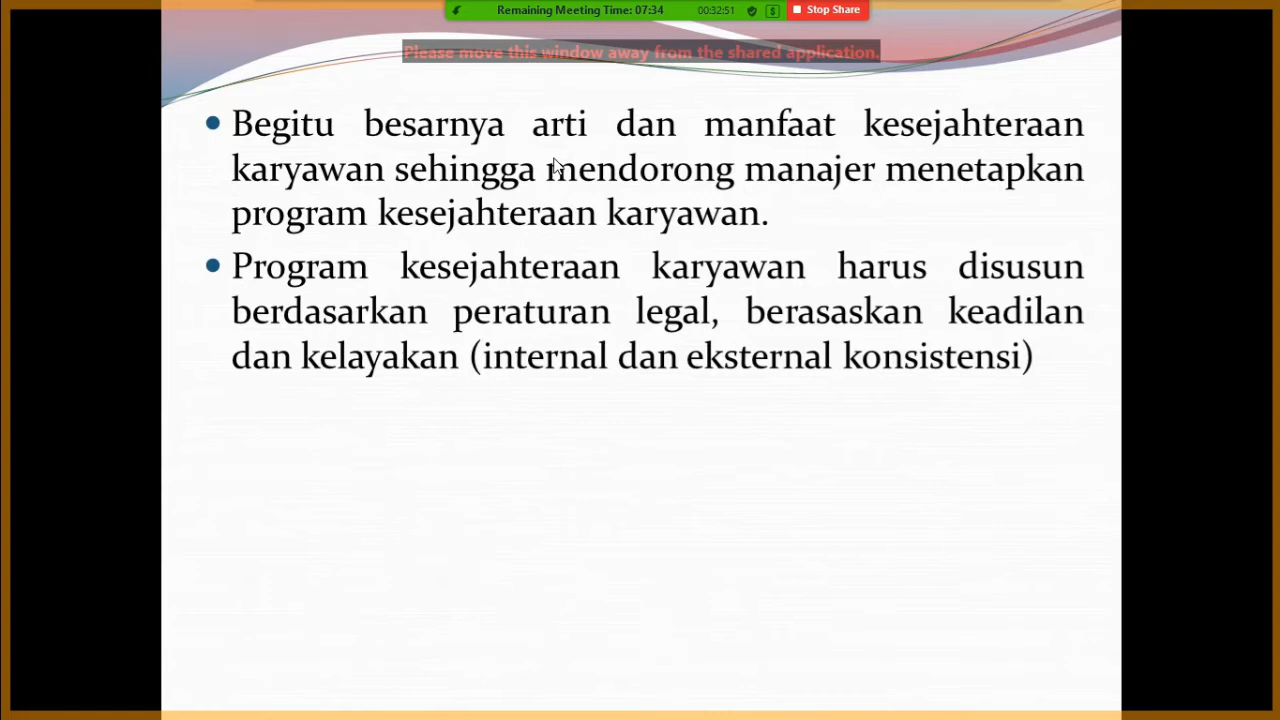 Remaining Meeting Time: 07:34 00:32:51 Stop Share
Please move this window away from the shared application.
• Begitu besarnya arti dan manfaat kesejahteraan
karyawan sehingga mendorong manajer menetapkan
program kesejahteraan karyawan.
• Program kesejahteraan karyawan harus disusun
berdasarkan peraturan legal, berasaskan keadilan
dan kelayakan (internal dan eksternal konsistensi)